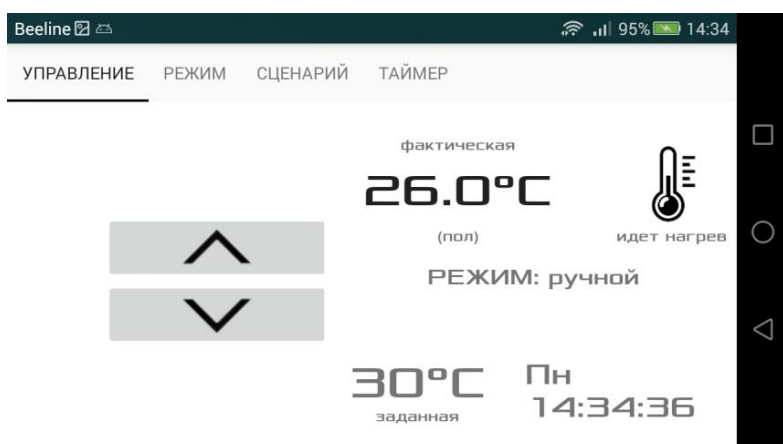 Beeline 95% 14:34
УПРАВЛЕНИЕ РЕЖИМ СЦЕНАРИЙ ТАЙМЕР
фактическая
26.0°C
(пол)
идет нагрев
РЕЖИМ: ручной
30°C
заданная
Пн
14:34:36